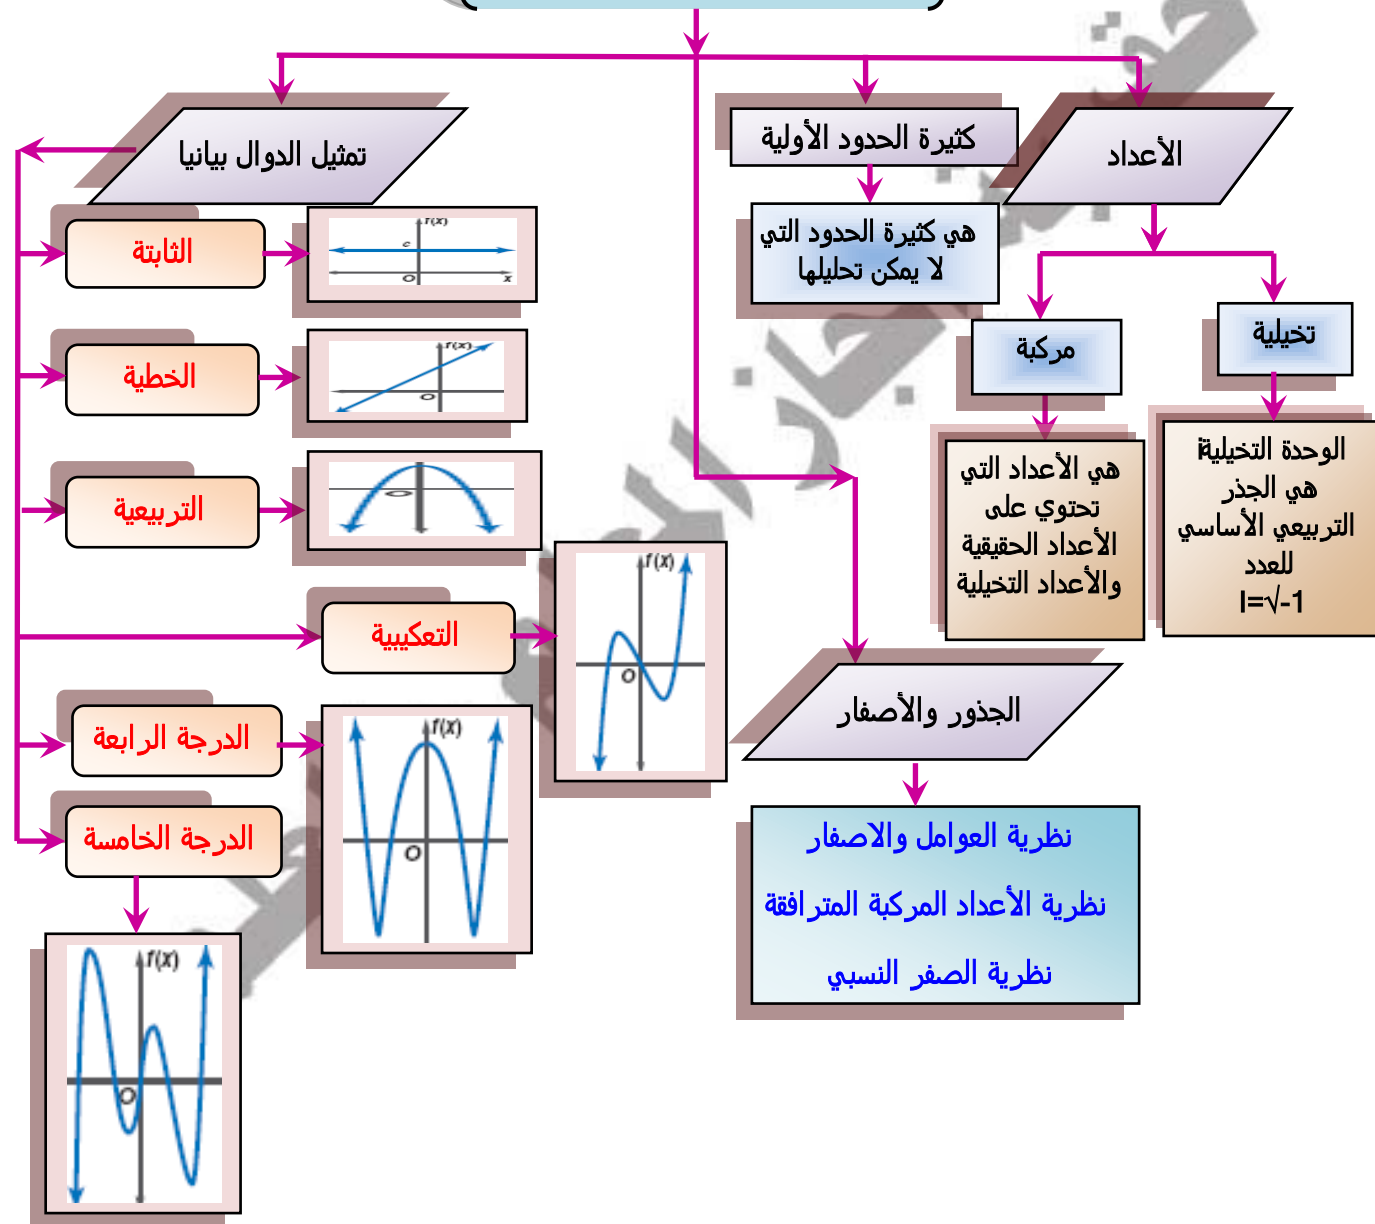 الأعداد
كثيرة الحدود الأولية
تمثيل الدوال بيانيا
هي كثيرة الحدود التي
لا يمكن تحليلها
تخيلية
مركبة
الوحدة التخيليةi
هي الجذر
التربيعي الأساسي
للعدد
I=√-1
هي الأعداد التي
تحتوي على
الأعداد الحقيقية
والأعداد التخيلية
الثابتة
f(x)
c
O
x
الخطية
f(x)
O
التربيعية
O
التعكيبية
f(x)
O
الدرجة الرابعة
f(x)
O
الدرجة الخامسة
f(x)
O
الجذور والأصفار
نظرية العوامل والاصفار
نظرية الأعداد المركبة المترافقة
نظرية الصفر النسبي